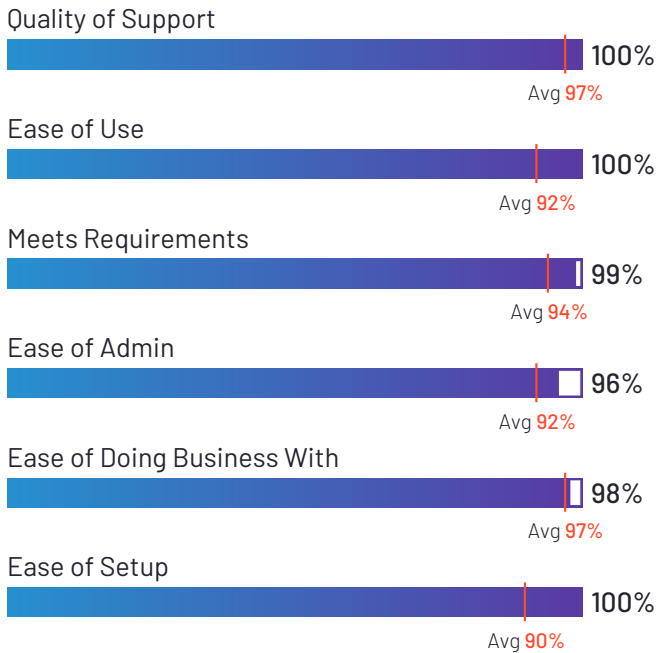 Quality of Support
100%
Avg 97%
Ease of Use
100%
Avg 92%
Meets Requirements
99%
Avg 94%
Ease of Admin
96%
Avg 92%
Ease of Doing Business With
98%
Avg 97%
Ease of Setup
100%
Avg 90%